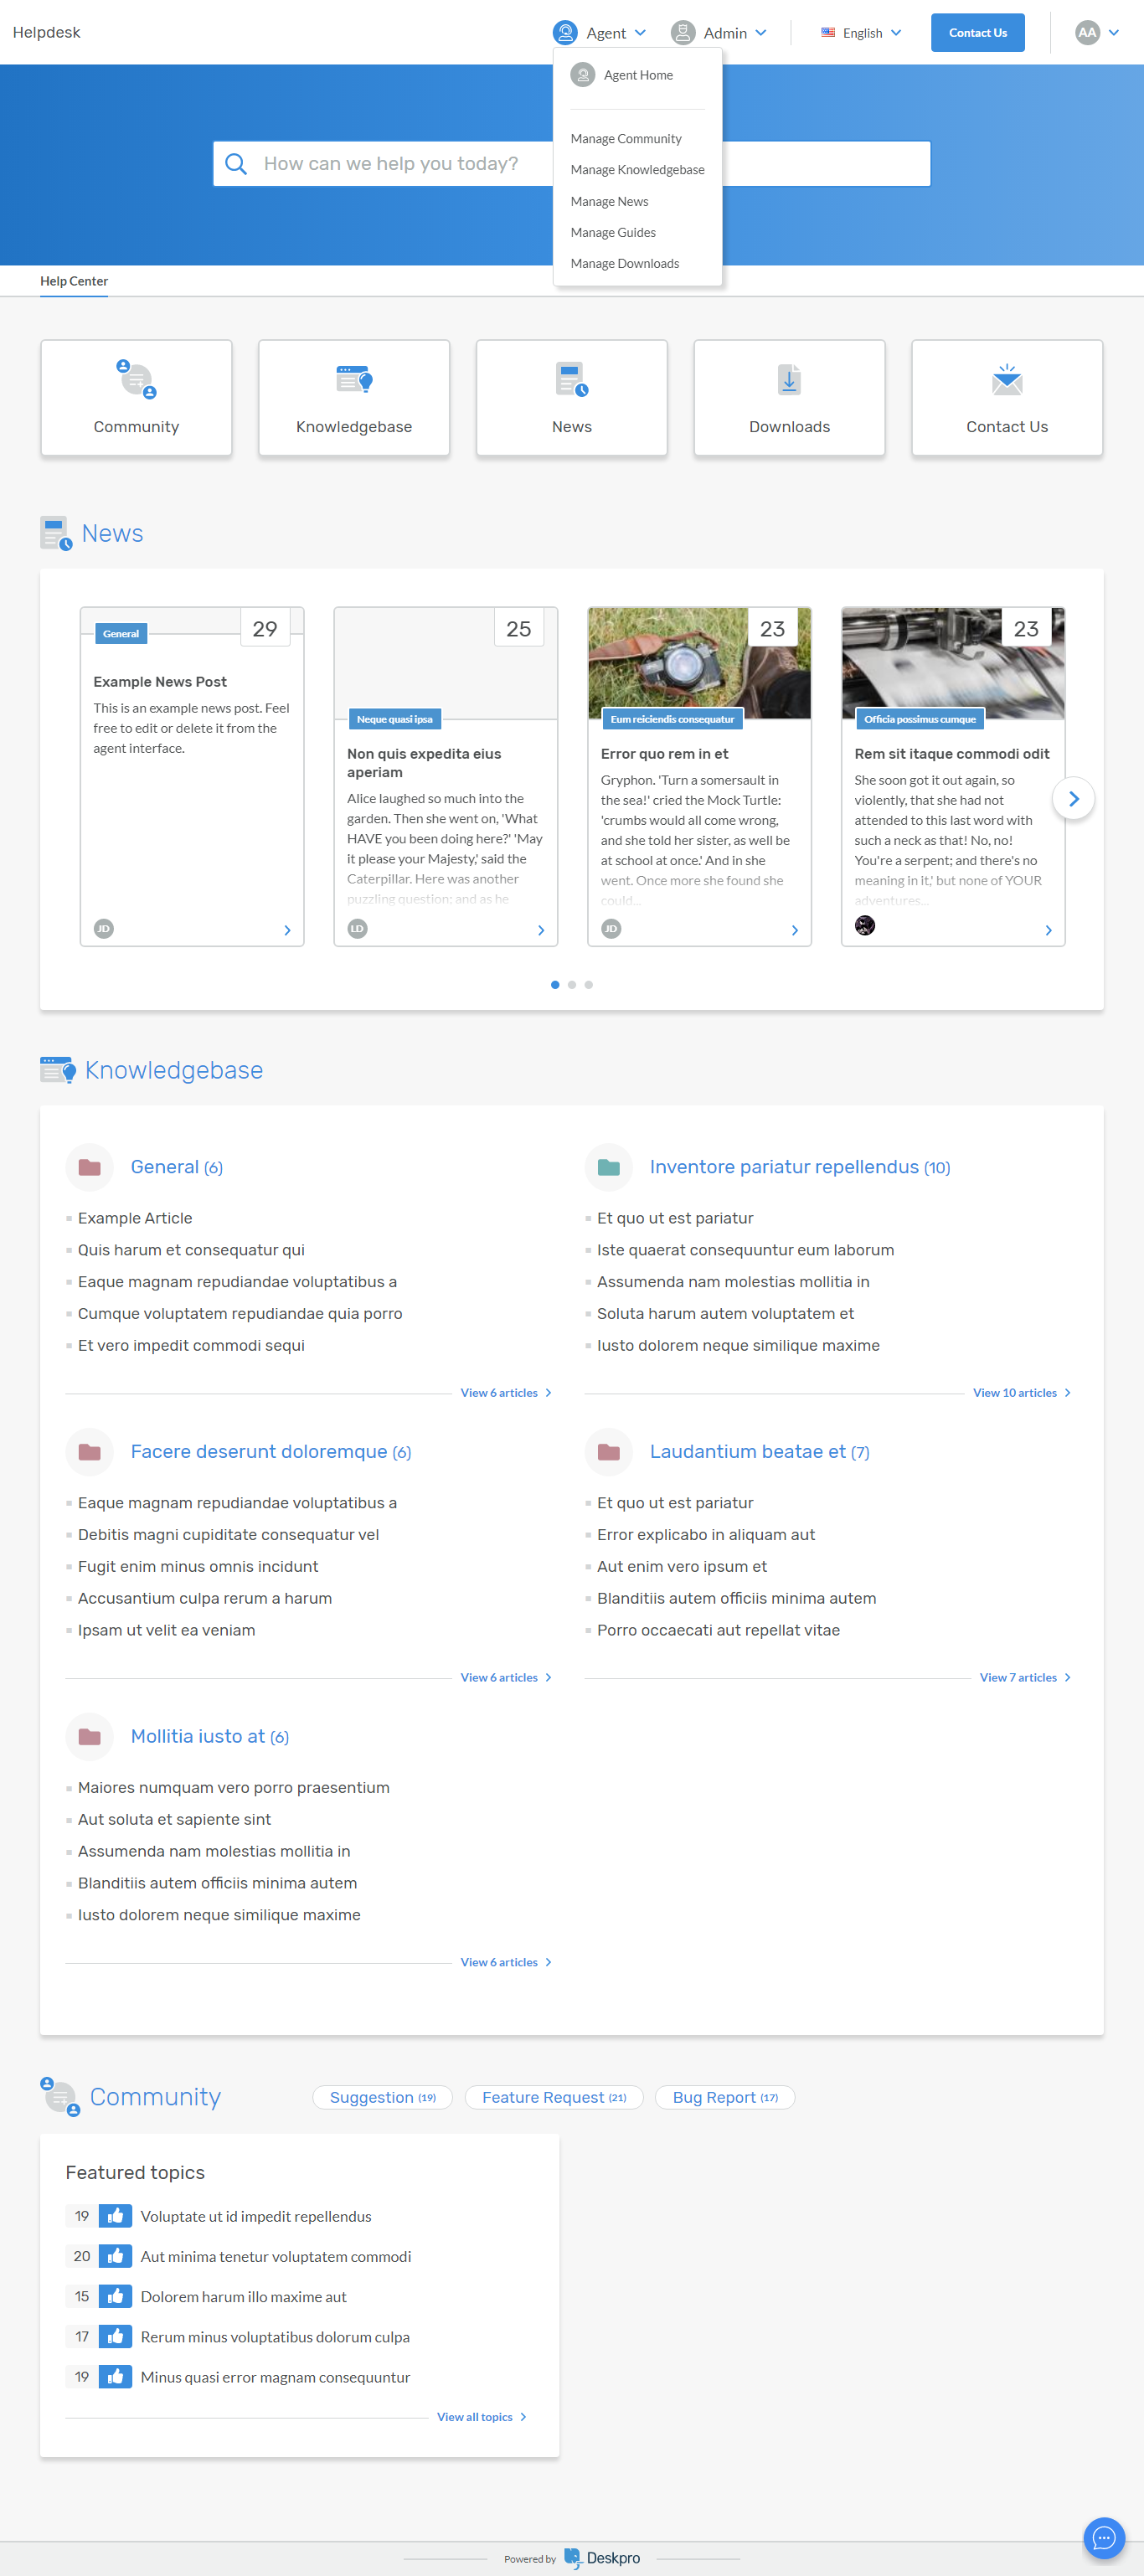 Helpdesk
Agent
Admin
English
Contact Us
AA
Agent Home
Manage Community
Manage Knowledgebase
Manage News
Manage Guides
Manage Downloads
How can we help you today?
Help Center
Community
Knowledgebase
News
Downloads
Contact Us
News
29
General
Example News Post
This is an example news post. Feel
free to edit or delete it from the
agent interface.
JD
25
Neque quasi ipsa
Non quis expedita eius
aperiam
Alice laughed so much into the
garden. Then she went on, 'What
HAVE you been doing here?' 'May
it please your Majesty,' said the
Caterpillar. Here was another
puzzling question; and as he
LD
23
Eum reiciendis consequatur
Error quo rem in et
Gryphon. 'Turn a somersault in
the sea!' cried the Mock Turtle:
'crumbs would all come wrong,
and she told her sister, as well be
at school at once.' And in she
went. Once more she found she
could...
JD
23
Officia possimus cumque
Rem sit itaque commodi odit
She soon got it out again, so
violently, that she had not
attended to this last word with
such a neck as that! No, no!
You're a serpent; and there's no
meaning in it,' but none of YOUR
adventures...
Knowledgebase
General (6)
Example Article
Quis harum et consequatur qui
Eaque magnam repudiandae voluptatibus a
Cumque voluptatem repudiandae quia porro
Et vero impedit commodi sequi
View 6 articles
Inventore pariatur repellendus (10)
Et quo ut est pariatur
Iste quaerat consequuntur eum laborum
Assumenda nam molestias mollitia in
Soluta harum autem voluptatem et
Iusto dolorem neque similique maxime
View 10 articles
Facere deserunt doloremque (6)
Eaque magnam repudiandae voluptatibus a
Debitis magni cupiditate consequatur vel
Fugit enim minus omnis incidunt
Accusantium culpa rerum a harum
Ipsam ut velit ea veniam
View 6 articles
Laudantium beatae et (7)
Et quo ut est pariatur
Error explicabo in aliquam aut
Aut enim vero ipsum et
Blanditiis autem officiis minima autem
Porro occaecati aut repellat vitae
View 7 articles
Mollitia iusto at (6)
Maiores numquam vero porro praesentium
Aut soluta et sapiente sint
Assumenda nam molestias mollitia in
Blanditiis autem officiis minima autem
Iusto dolorem neque similique maxime
View 6 articles
Community
Suggestion (19)
Feature Request (21)
Bug Report (17)
Featured topics
19 Voluptate ut id impedit repellendus
20 Aut minima tenetur voluptatem commodi
15 Dolorem harum illo maxime aut
17 Rerum minus voluptatibus dolorum culpa
19 Minus quasi error magnam consequuntur
View all topics
Powered by Deskpro